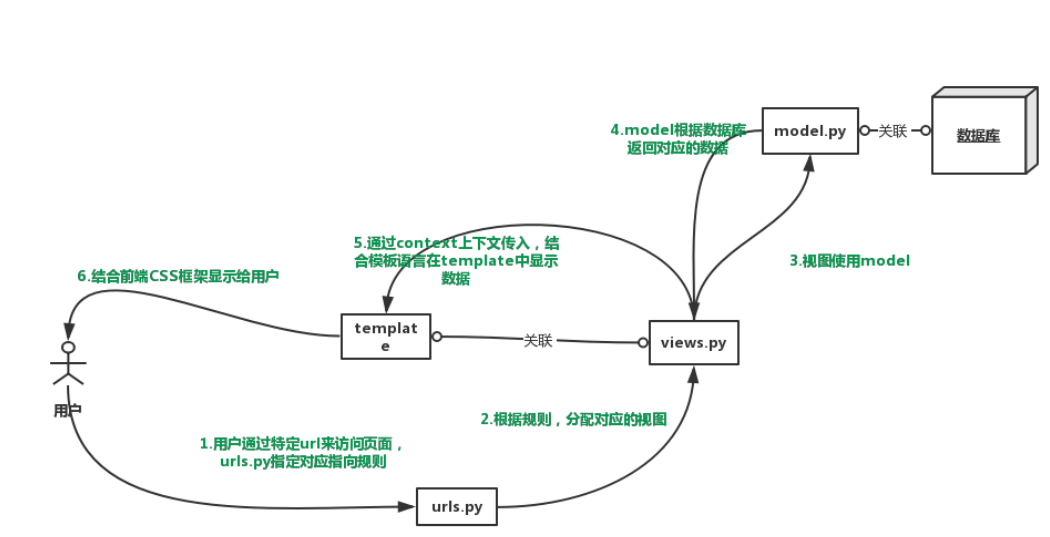 4.model根据数据库
返回对应的数据
model.py
关联
数据库
5.通过context上下文传入，结
合模板语言在template中显示
数据
3.视图使用model
6.结合前端CSS框架显示给用户
templat
e
关联
views.py
用户
2.根据规则，分配对应的视图
1.用户通过特定url来访问页面，
urls.py指定对应指向规则
urls.py